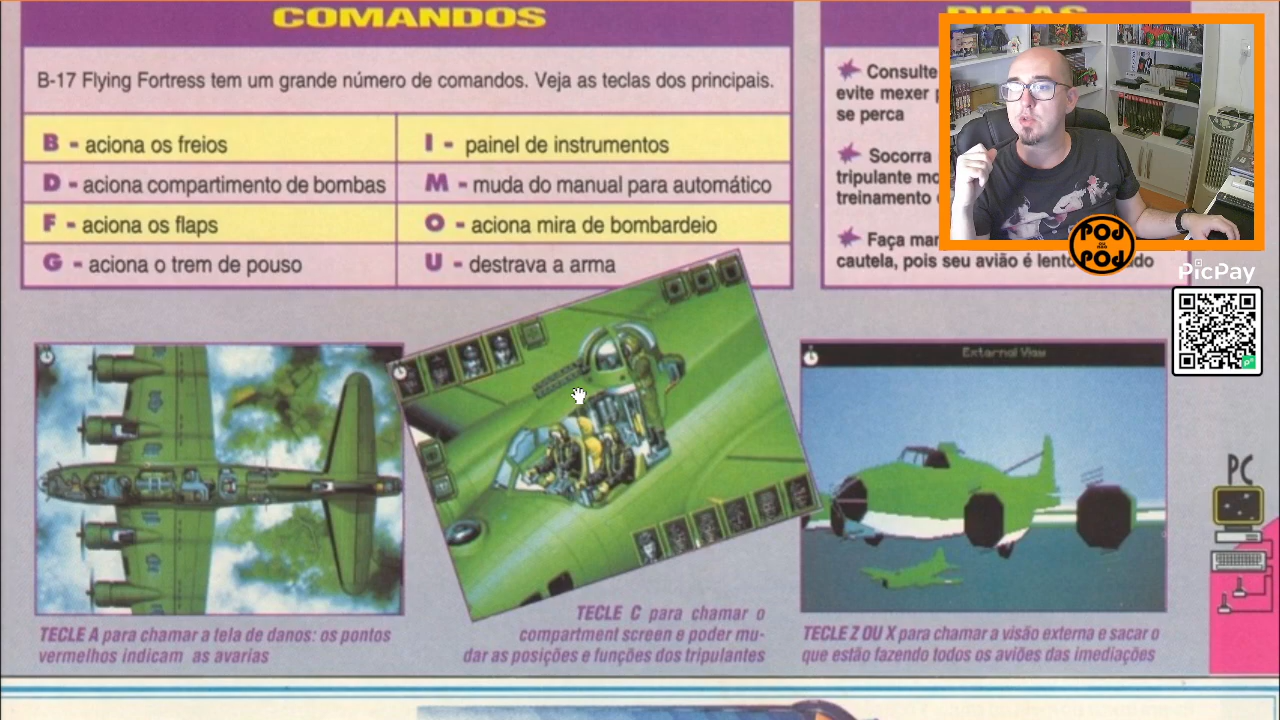 COMANDOS
DICAS
B-17 Flying Fortress tem um grande número de comandos. Veja as teclas dos principais.
B - aciona os freios
I - painel de instrumentos
D - aciona compartimento de bombas
M - muda do manual para automático
F - aciona os flaps
O - aciona mira de bombardeio
G - aciona o trem de pouso
U - destrava a arma
Consulte
evite mexer
se perca
Socorra
tripulante
treinamento
Faça
cautela, pois seu avião é
POd
POd
PicPay
External View
PC
TECLE A para chamar a tela de danos: os pontos
vermelhos indicam as avarias
TECLE C para chamar o
compartment screen e poder mu-
dar as posições e funções dos tripulantes
TECLE Z OU X para chamar a visão externa e sacar o
que estão fazendo todos os aviões das imediações